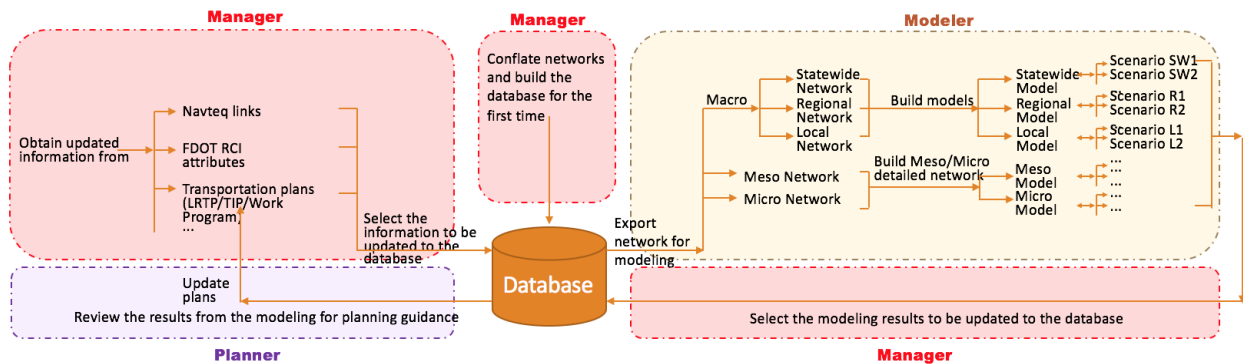 Manager
Obtain updated
information from
Navteq links
FDOT RCI
attributes
Transportation plans
(LRTP/TIP/Work
Program)
...
Select the
information to be
updated to the
database
Manager
Conflate networks
and build the
database for the
first time
Database
Modeler
Export
network for
modeling
Macro
Statewide
Network
Regional
Network
Local
Network
Meso Network
Micro Network
Build models
Build Meso/Micro
detailed network
Statewide
Model
Regional
Model
Local
Model
Meso
Model
Micro
Model
Scenario SW1
Scenario SW2
Scenario R1
Scenario R2
Scenario L1
Scenario L2
...
...
...
...
Update
plans
Review the results from the modeling for planning guidance
Planner
Select the modeling results to be updated to the database
Manager